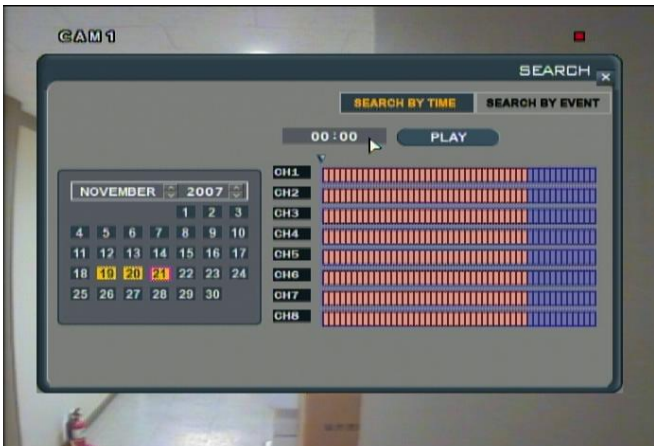 CAM 1
SEARCH
SEARCH BY TIME SEARCH BY EVENT
00:00 PLAY
NOVEMBER 2007
1 2 3
4 5 6 7 8 9 10
11 12 13 14 15 16 17
18 19 20 21 22 23 24
25 26 27 28 29 30
CH1
CH2
CH3
CH4
CH5
CH6
CH7
CH8